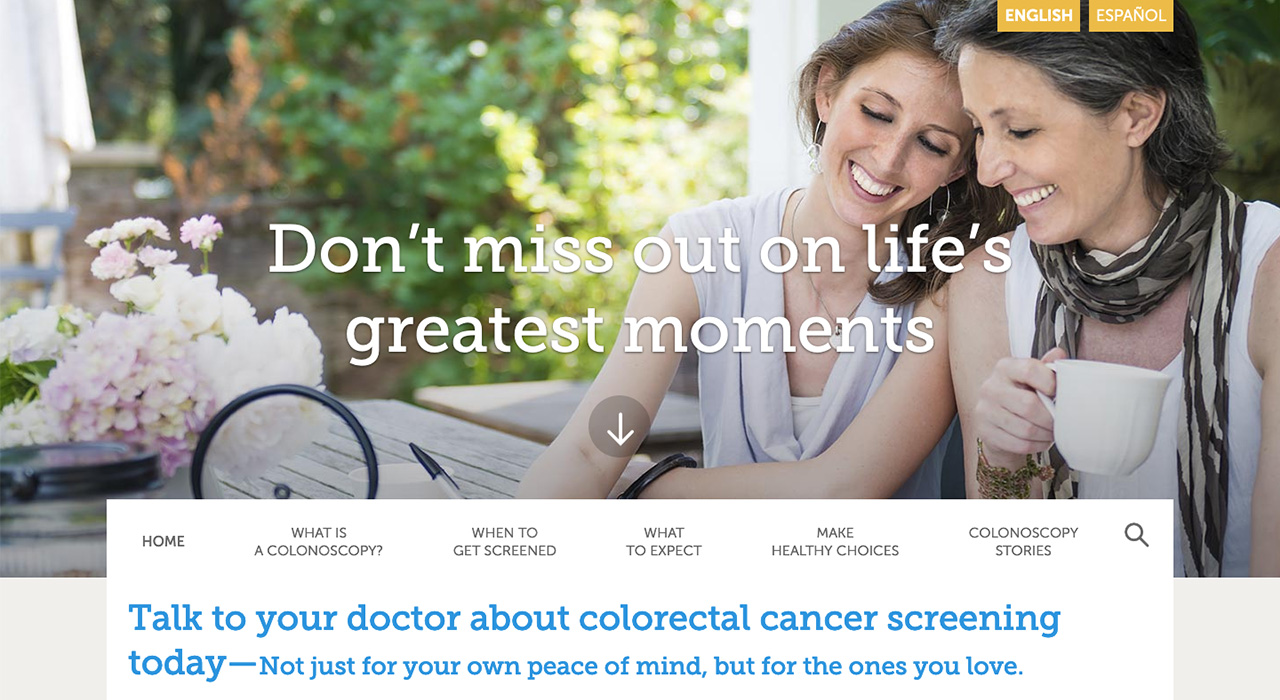 ENGLISH
ESPAÑOL
Don’t miss out on life’s
greatest moments
HOME
WHAT IS
A COLONOSCOPY?
WHEN TO
GET SCREENED
WHAT
TO EXPECT
MAKE
HEALTHY CHOICES
COLONOSCOPY
STORIES
Talk to your doctor about colorectal cancer screening
today—Not just for your own peace of mind, but for the ones you love.